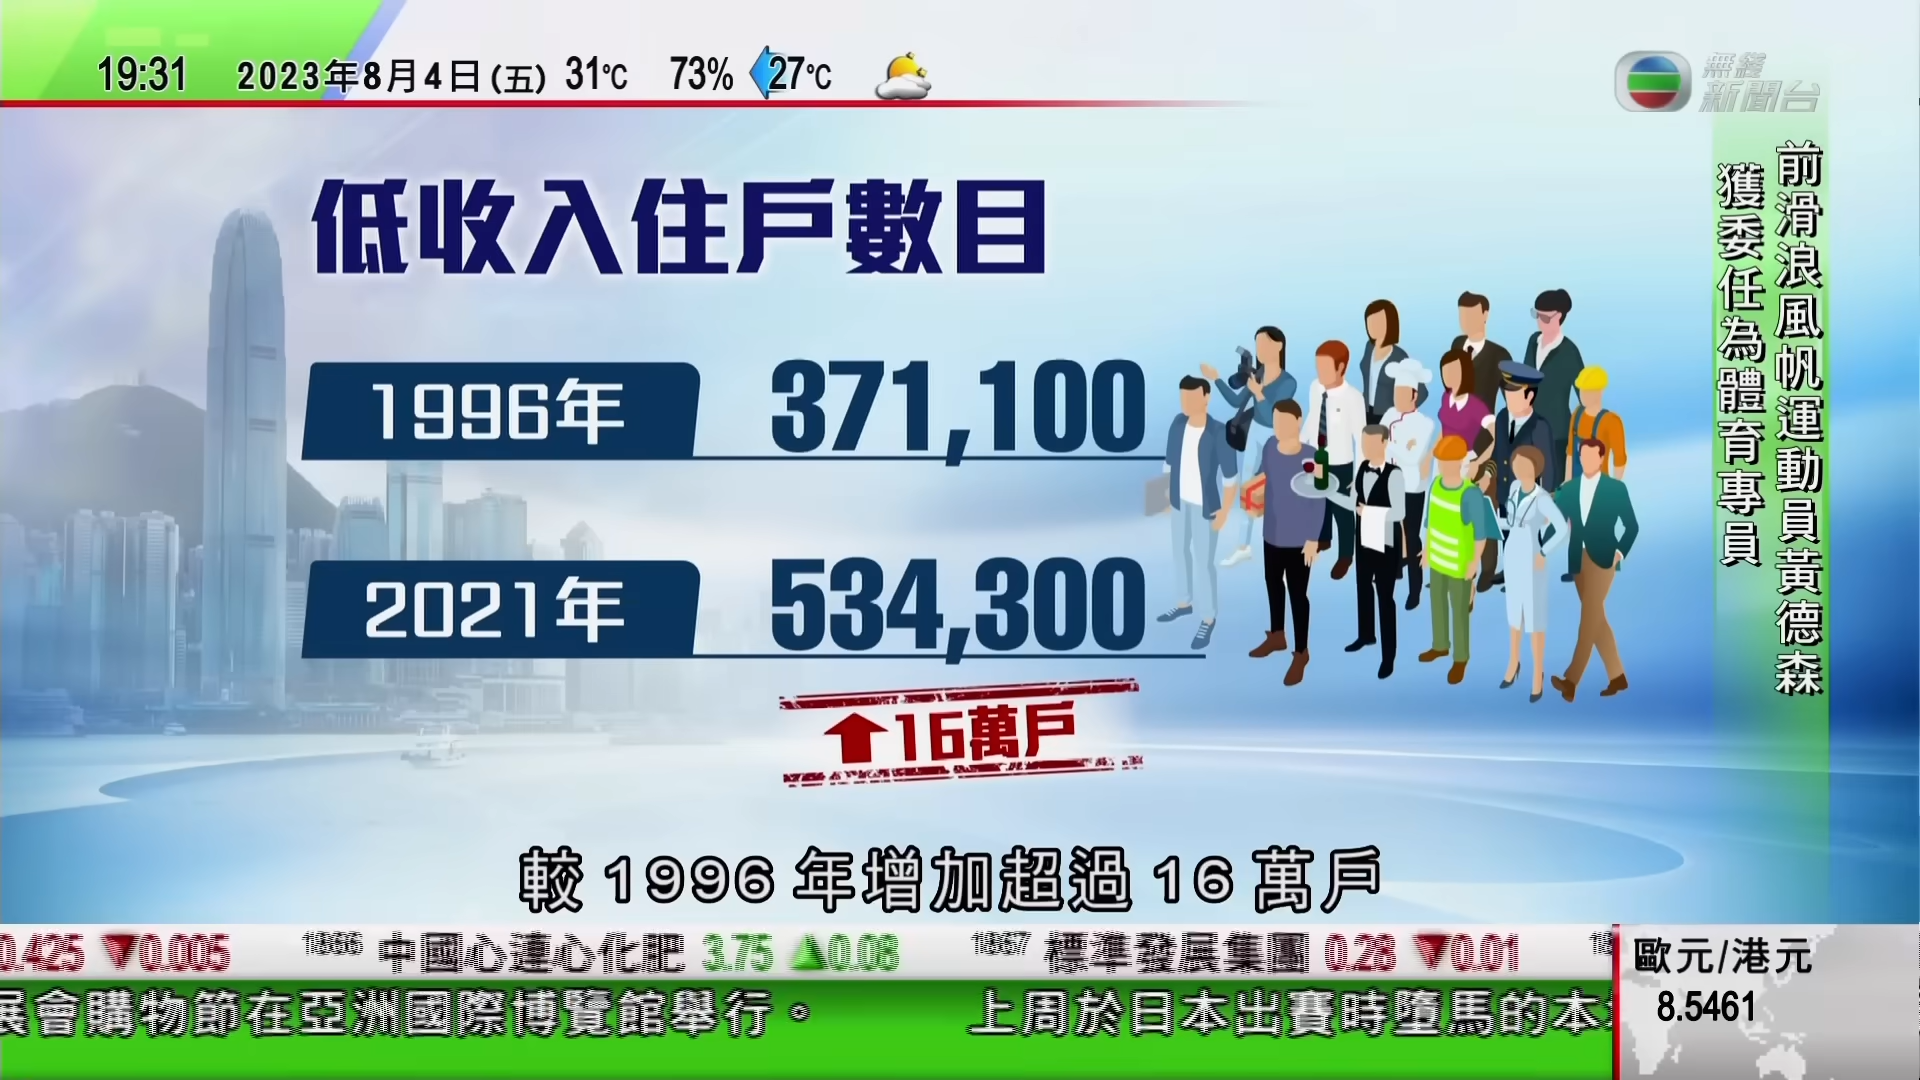 19:31 2023年8月4日(五) 31℃ 73% 27℃
無綫
新聞台
低收入住戶數目
1996年 371,100
2021年 534,300
16萬戶
較 1996 年增加超過 16 萬戶
前滑浪風帆運動員黃德森
獲委任為體育專員
0.425 ▼0.005 1866 中國心連心化肥 3.75 ▲0.08 1867 標準發展集團 0.28 ▼0.01
展會購物節在亞洲國際博覽館舉行。 上周於日本出賽時墮馬的本
歐元/港元
8.5461